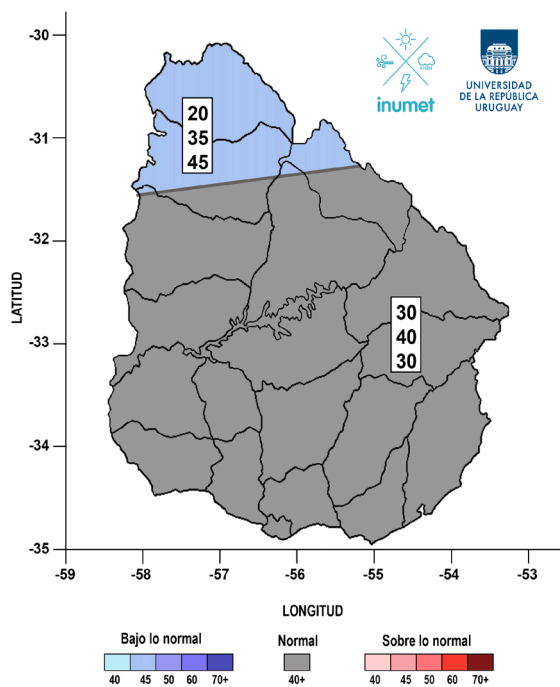 -30
-31
-32
-33
-34
-35
LATITUD
inumet
UNIVERSIDAD
DE LA REPÚBLICA
URUGUAY
20
35
45
30
40
30
-59
-58
-57
-56
-55
-54
-53
LONGITUD
Bajo lo normal
40 45 50 60 70+
Normal
40+
Sobre lo normal
40 45 50 60 70+